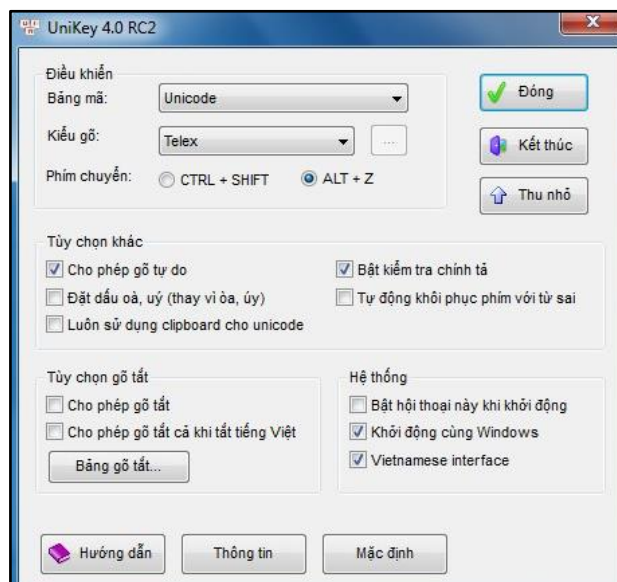 UniKey 4.0 RC2
Điều khiển
Bảng mã: Unicode
Đóng
Kiểu gõ: Telex ...
Kết thúc
Phím chuyển: CTRL + SHIFT ALT + Z
Thu nhỏ
Tùy chọn khác
Cho phép gõ tự do
Bật kiểm tra chính tả
Đặt dấu oà, uý (thay vì òa, úy)
Tự động khôi phục phím với từ sai
Luôn sử dụng clipboard cho unicode
Tùy chọn gõ tắt
Cho phép gõ tắt
Cho phép gõ tắt cả khi tắt tiếng Việt
Bảng gõ tắt...
Hệ thống
Bật hội thoại này khi khởi động
Khởi động cùng Windows
Vietnamese interface
Hướng dẫn
Thông tin
Mặc định